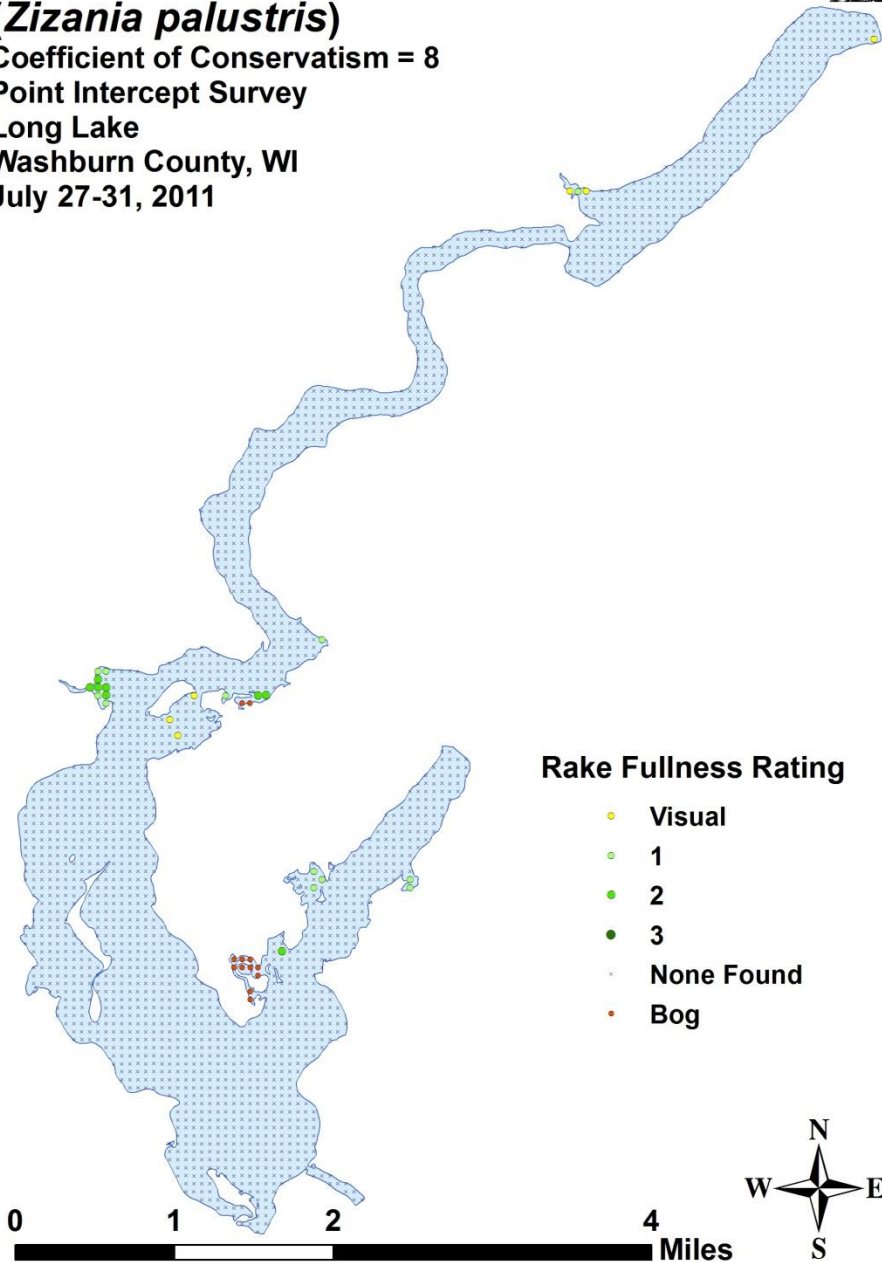 (Zizania palustris)
Coefficient of Conservatism = 8
Point Intercept Survey
Long Lake
Washburn County, WI
July 27-31, 2011
Rake Fullness Rating
Visual
1
2
3
None Found
Bog
N
W E
S
0 1 2 4
Miles